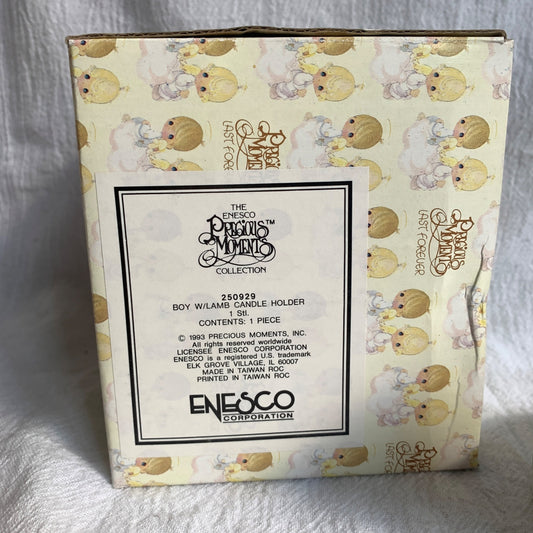 THE
ENESCO
PRECIOUS™
MOMENTS
COLLECTION
250929
BOY W/LAMB CANDLE HOLDER
1 Stl.
CONTENTS: 1 PIECE
© 1993 PRECIOUS MOMENTS, INC.
All rights reserved worldwide
LICENSEE ENESCO CORPORATION
ENESCO is a registered U.S. trademark
ELK GROVE VILLAGE, IL 60007
MADE IN TAIWAN ROC
PRINTED IN TAIWAN ROC
ENESCO
CORPORATION
PRECIOUS
MOMENTS
LAST FOREVER
PRECIOUS
MOMENTS
LAST FOREVER
PRECIOUS
MOMENTS